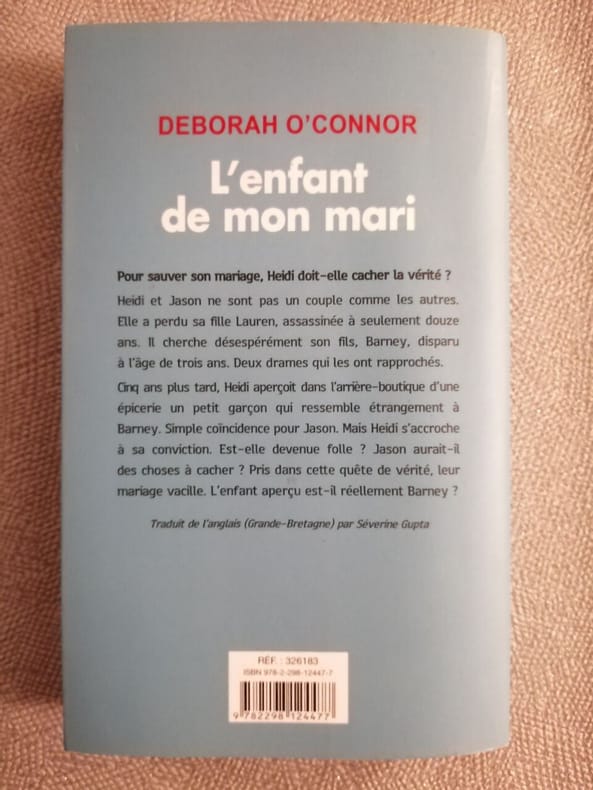 DEBORAH O'CONNOR
L'enfant
de mon mari
Pour sauver son mariage, Heidi doit-elle cacher la vérité ?
Heidi et Jason ne sont pas un couple comme les autres.
Elle a perdu sa fille Lauren, assassinée à seulement douze
ans. Il cherche désespérément son fils, Barney, disparu
à l'âge de trois ans. Deux drames qui les ont rapprochés.
Cinq ans plus tard, Heidi aperçoit dans l'arrière-boutique d'une
épicerie un petit garçon qui ressemble étrangement à
Barney. Simple coïncidence pour Jason. Mais Heidi s'accroche
à sa conviction. Est-elle devenue folle ? Jason aurait-il
des choses à cacher ? Pris dans cette quête de vérité, leur
mariage vacille. L'enfant aperçu est-il réellement Barney ?
Traduit de l'anglais (Grande-Bretagne) par Séverine Gupta
RÉF. : 326183
ISBN 978-2-298-12447-7
9 782298 124477